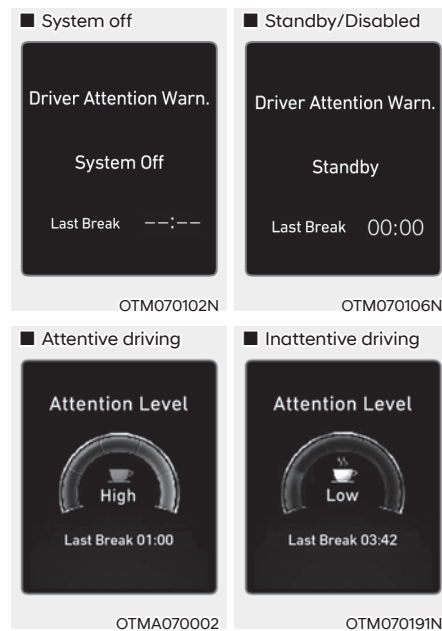 ■ System off
Driver Attention Warn.
System Off
Last Break --:--
OTM070102N
■ Standby/Disabled
Driver Attention Warn.
Standby
Last Break 00:00
OTM070106N
■ Attentive driving
Attention Level
High
Last Break 01:00
OTMA070002
■ Inattentive driving
Attention Level
Low
Last Break 03:42
OTM070191N